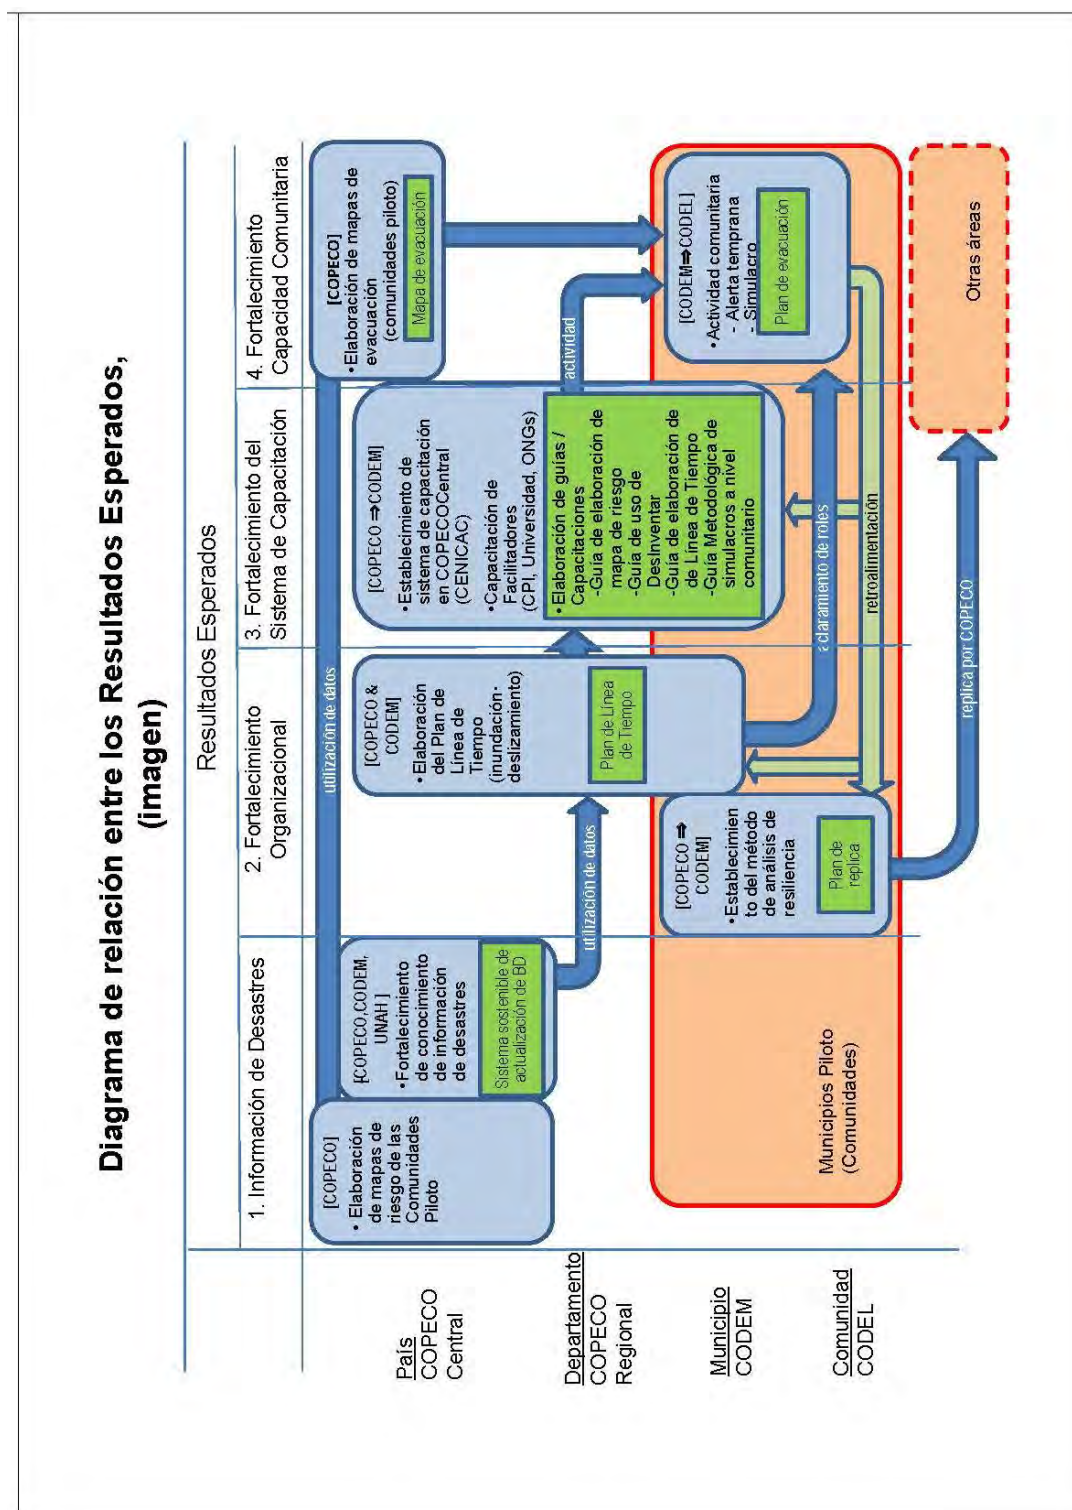 Diagrama de relación entre los Resultados Esperados,
(imagen)
Resultados Esperados
1. Información de Desastres
2. Fortalecimiento
Organizacional
3. Fortalecimiento del
Sistema de Capacitación
4. Fortalecimiento
Capacidad Comunitaria
País
COPECO
Central
Departamento
COPECO
Regional
Municipio
CODEM
Comunidad
CODEL
[COPECO]
• Elaboración
de mapas de
riesgo de las
Comunidades
Piloto
[COPECO,CODEM,
UNAH ]
•Fortalecimiento
de conocimiento
de información
de desastres
Sistema sostenible de
actualización de BD
utilización de datos
utilización de datos
[COPECO &
CODEM]
•Elaboración
del Plan de
Línea de
Tiempo
(inundación-
deslizamiento)
Plan de Línea
de Tiempo
[COPECO ⇒
CODEM]
•Establecimien
to del método
de análisis de
resiliencia
Plan de
replica
[COPECO ⇒CODEM]
•Establecimiento de
sistema de capacitación
en COPECOCentral
(CENICAC)
•Capacitación de
Facilitadores
(CPI, Universidad, ONGs)
•Elaboración de guías /
Capacitaciones
-Guía de elaboración de
mapa de riesgo
-Guía de uso de
DesInventar
-Guía de elaboración de
de Línea de Tiempo
-Guía Metodológica de
simulacros a nivel
comunitario
[COPECO]
•Elaboración de mapas de
evacuación
(comunidades piloto)
Mapa de evacuación
actividad
[CODEM⇒CODEL]
•Actividad comunitaria
- Alerta temprana
- Simulacro
Plan de evacuación
aclaramiento de roles
retroalimentación
replica por COPECO
Municipios Piloto
(Comunidades)
Otras áreas